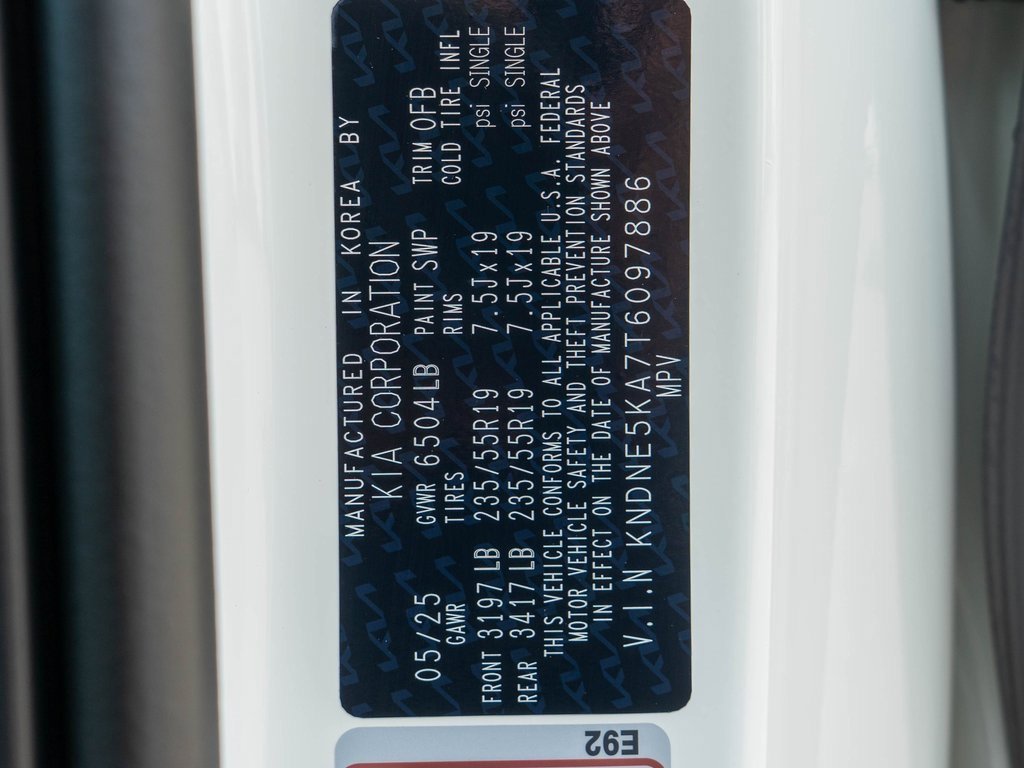 MANUFACTURED IN KOREA BY
KIA CORPORATION
05/25 GVWR 6504LB PAINT SWP TRIM OFB
GAWR TIRES RIMS COLD TIRE INFL
FRONT 3197LB 235/55R19 7.5Jx19 psi SINGLE
REAR 3417LB 235/55R19 7.5Jx19 psi SINGLE
THIS VEHICLE CONFORMS TO ALL APPLICABLE U.S.A. FEDERAL
MOTOR VEHICLE SAFETY AND THEFT PREVENTION STANDARDS
IN EFFECT ON THE DATE OF MANUFACTURE SHOWN ABOVE
V.I.N KNDNE5KA7T6097886
MPV
E92